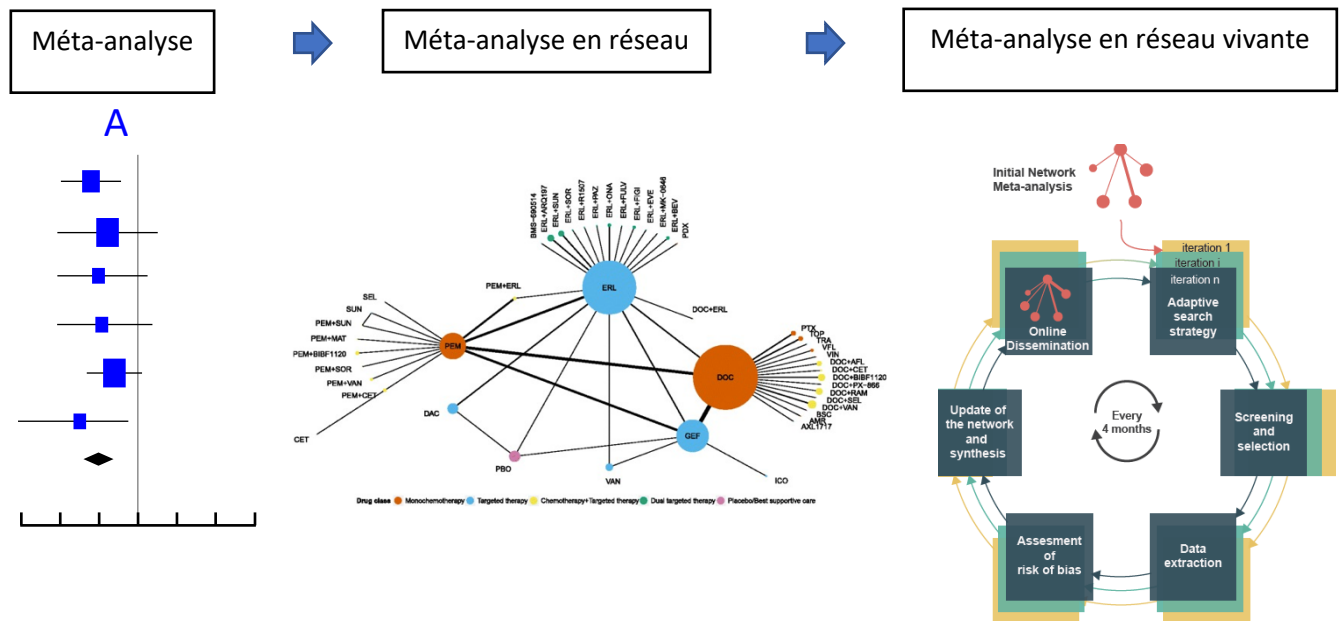 Méta-analyse
Méta-analyse en réseau
Méta-analyse en réseau vivante
A
BMS-690514
ERL+ARQ197
ERL+SUN
ERL+SOR
ERL+R1507
ERL+PAZ
ERL+ONA
ERL+FULV
ERL+FIGI
ERL+EVE
ERL+MK-0646
ERL+BEV
PDX
PEM+ERL
ERL
SEL
SUN
PEM+SUN
PEM+MAT
PEM+BIBF1120
PEM+SOR
PEM+VAN
PEM+CET
CET
PEM
DOC+ERL
PTX
TOP
TRA
VFL
VIN
DOC+AFL
DOC+CET
DOC+BIBF1120
DOC+PX-866
DOC+RAM
DOC+SEL
DOC+VAN
BSC
AMR
AXL1717
DOC
DAC
GEF
PBO
VAN
ICO
Drug class Monochemotherapy Targeted therapy Chemotherapy+Targeted therapy Dual targeted therapy Placebo/Best supportive care
Initial Network
Meta-analysis
iteration 1
iteration i
iteration n
Adaptive
search
strategy
Screening
and
selection
Data
extraction
Assesment
of
risk of bias
Update of
the network
and
synthesis
Online
Dissemination
Every
4 months